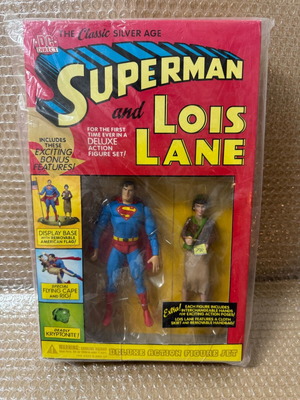 DC
DIRECT
THE Classic SILVER AGE
SUPERMAN
and
LOIS
LANE
FOR THE FIRST
TIME EVER IN A
DELUXE
ACTION
FIGURE SET!
INCLUDES
THESE
EXCITING
BONUS
FEATURES!
DISPLAY BASE
WITH REMOVABLE
AMERICAN FLAG!
SPECIAL
FLYING CAPE
AND RIG!
DEADLY
KRYPTONITE!
Extra!
EACH FIGURE INCLUDES
INTERCHANGEABLE HANDS
FOR EXCITING ACTION POSES!
LOIS LANE FEATURES A CLOTH
SKIRT AND REMOVABLE HANDBAG!
DELUXE ACTION FIGURE SET